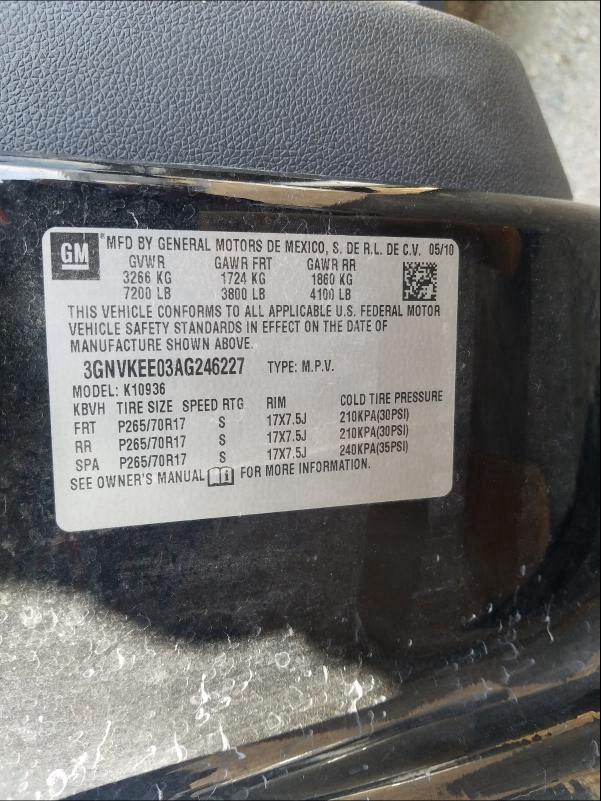 GM
®MFD BY GENERAL MOTORS DE MEXICO, S. DE R.L. DE C.V. 05/10
GVWR GAWR FRT GAWR RR
3266 KG 1724 KG 1860 KG
7200 LB 3800 LB 4100 LB
THIS VEHICLE CONFORMS TO ALL APPLICABLE U.S. FEDERAL MOTOR
VEHICLE SAFETY STANDARDS IN EFFECT ON THE DATE OF
MANUFACTURE SHOWN ABOVE.
3GNVKEE03AG246227 TYPE: M.P.V.
MODEL: K10936
KBVH TIRE SIZE SPEED RTG RIM COLD TIRE PRESSURE
FRT P265/70R17 S 17X7.5J 210KPA(30PSI)
RR P265/70R17 S 17X7.5J 210KPA(30PSI)
SPA P265/70R17 S 17X7.5J 240KPA(35PSI)
SEE OWNER'S MANUAL FOR MORE INFORMATION.